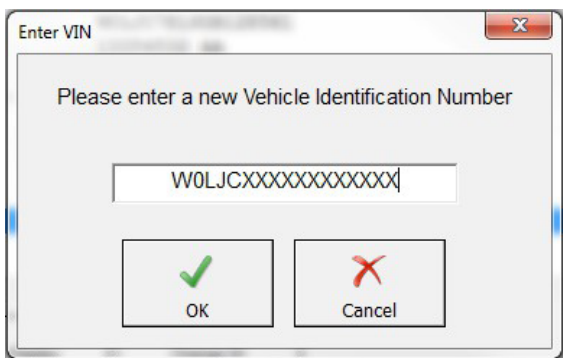 Enter VIN
Please enter a new Vehicle Identification Number
W0LJCXXXXXXXXXXXX
OK
Cancel